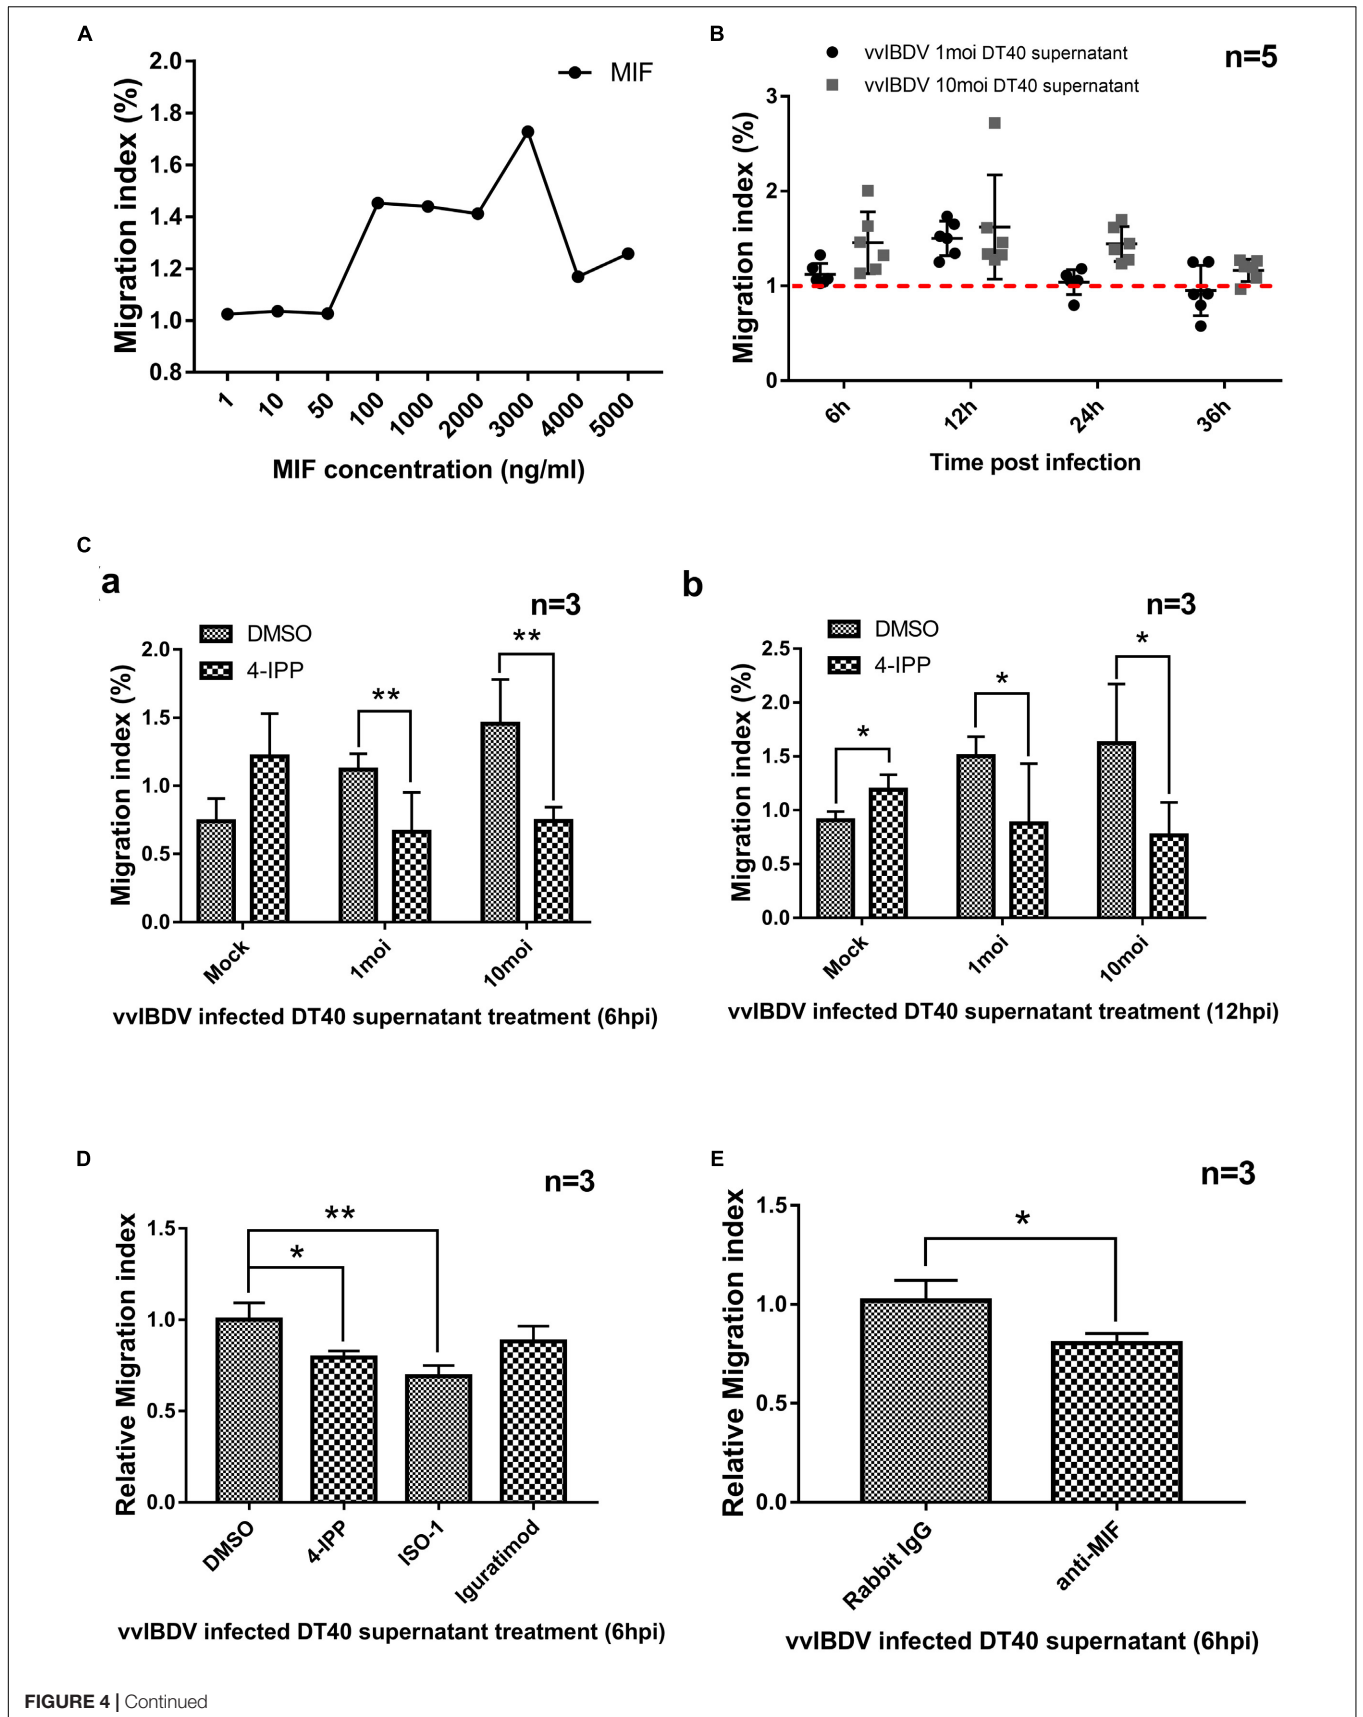 A
2.0
1.8
1.6
1.4
1.2
1.0
0.8
Migration index (%)
MIF
1
10
50
100
1000
2000
3000
4000
5000
MIF concentration (ng/ml)
B
vvIBDV 1moi DT40 supernatant
vvIBDV 10moi DT40 supernatant
n=5
3
2
1
0
Migration index (%)
6h
12h
24h
36h
Time post infection
C
a
n=3
DMSO
4-IPP
2.0
1.5
1.0
0.5
0.0
Migration index (%)
**
**
Mock
1moi
10moi
vvIBDV infected DT40 supernatant treatment (6hpi)
b
n=3
DMSO
4-IPP
2.5
2.0
1.5
1.0
0.5
0.0
Migration index (%)
*
*
*
Mock
1moi
10moi
vvIBDV infected DT40 supernatant treatment (12hpi)
D
n=3
1.5
1.0
0.5
0.0
Relative Migration index
**
*
DMSO
4-IPP
ISO-1
Iguratimod
vvIBDV infected DT40 supernatant treatment (6hpi)
E
n=3
1.5
1.0
0.5
0.0
Relative Migration index
*
Rabbit IgG
anti-MIF
vvIBDV infected DT40 supernatant (6hpi)
FIGURE 4 | Continued